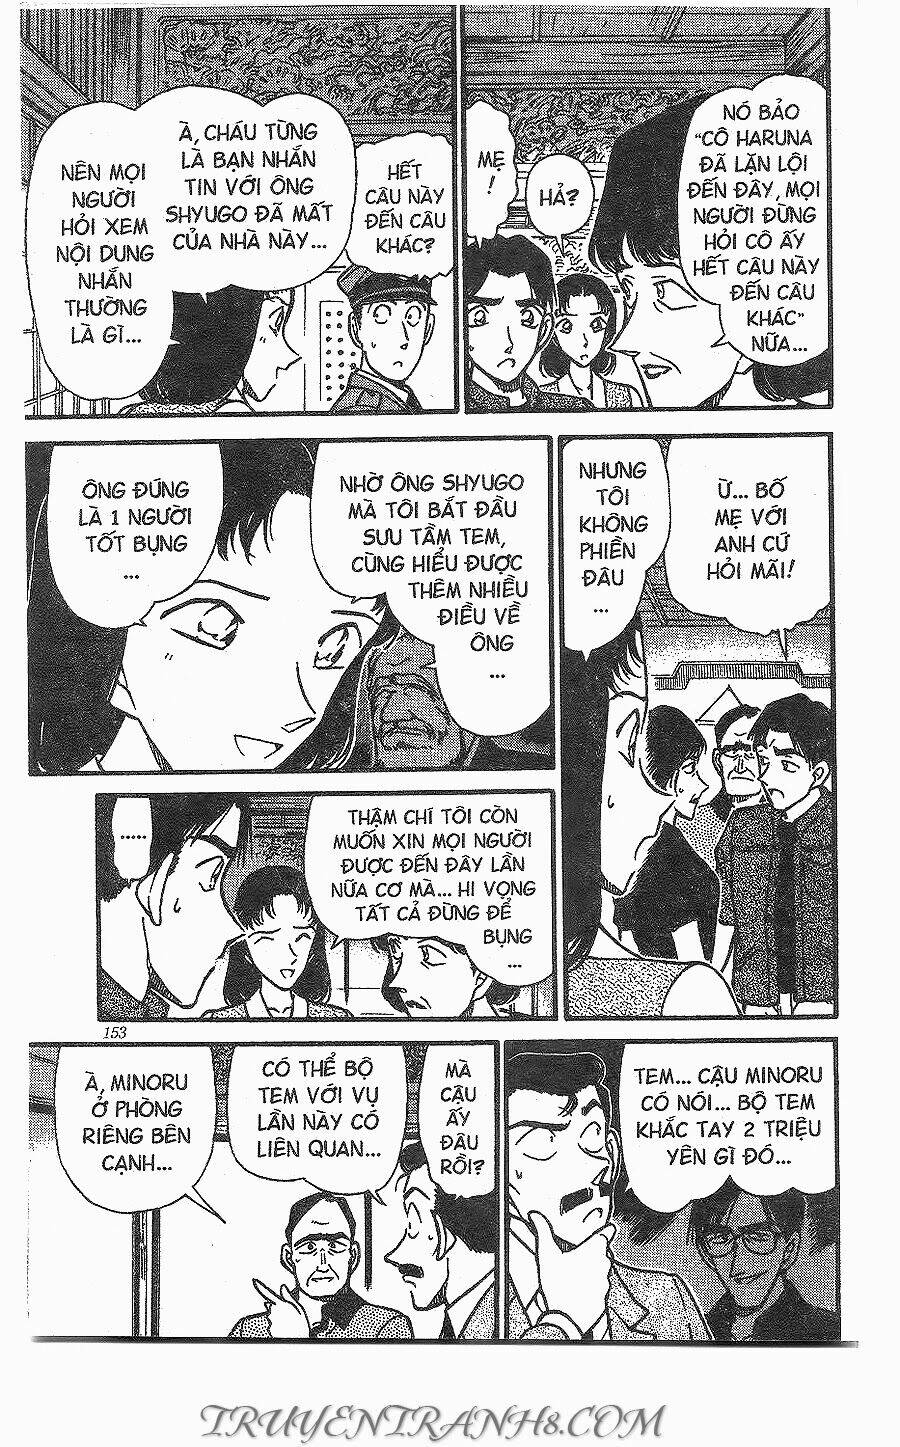 NÓ BẢO
"CÔ HARUNA
ĐÃ LẶN LỘI
ĐẾN ĐÂY, MỌI
NGƯỜI ĐỪNG
HỎI CÔ ẤY
HẾT CÂU NÀY
ĐẾN CÂU
KHÁC"
NỮA...
HẢ?
MẸ
!
HẾT
CÂU NÀY
ĐẾN CÂU
KHÁC?
À, CHÁU TỪNG
LÀ BẠN NHẮN
TIN VỚI ÔNG
SHYUGO ĐÃ MẤT
CỦA NHÀ NÀY...
NÊN MỌI
NGƯỜI
HỎI XEM
NỘI DUNG
NHẮN
THƯỜNG
LÀ GÌ...
Ừ... BỐ
MẸ VỚI
ANH CỨ
HỎI MÃI!
NHƯNG
TÔI
KHÔNG
PHIỀN
ĐÂU
...
NHỜ ÔNG SHYUGO
MÀ TÔI BẮT ĐẦU
SƯU TẦM TEM,
CÙNG HIỂU ĐƯỢC
THÊM NHIỀU
ĐIỀU VỀ
ÔNG
...
ÔNG ĐÚNG
LÀ 1 NGƯỜI
TỐT BỤNG
...
THẬM CHÍ TÔI CÒN
MUỐN XIN MỌI NGƯỜI
ĐƯỢC ĐẾN ĐÂY LẦN
NỮA CƠ MÀ... HI VỌNG
TẤT CẢ ĐỪNG ĐỂ
BỤNG
...
......
153
TEM... CẬU MINORU
CÓ NÓI... BỘ TEM
KHẮC TAY 2 TRIỆU
YÊN GÌ ĐÓ...
MÀ
CẬU
ẤY
ĐÂU
RỒI?
CÓ THỂ BỘ
TEM VỚI VỤ
LẦN NÀY CÓ
LIÊN QUAN...
À, MINORU
Ở PHÒNG
RIÊNG BÊN
CẠNH...
TRUYENTRANH8.COM